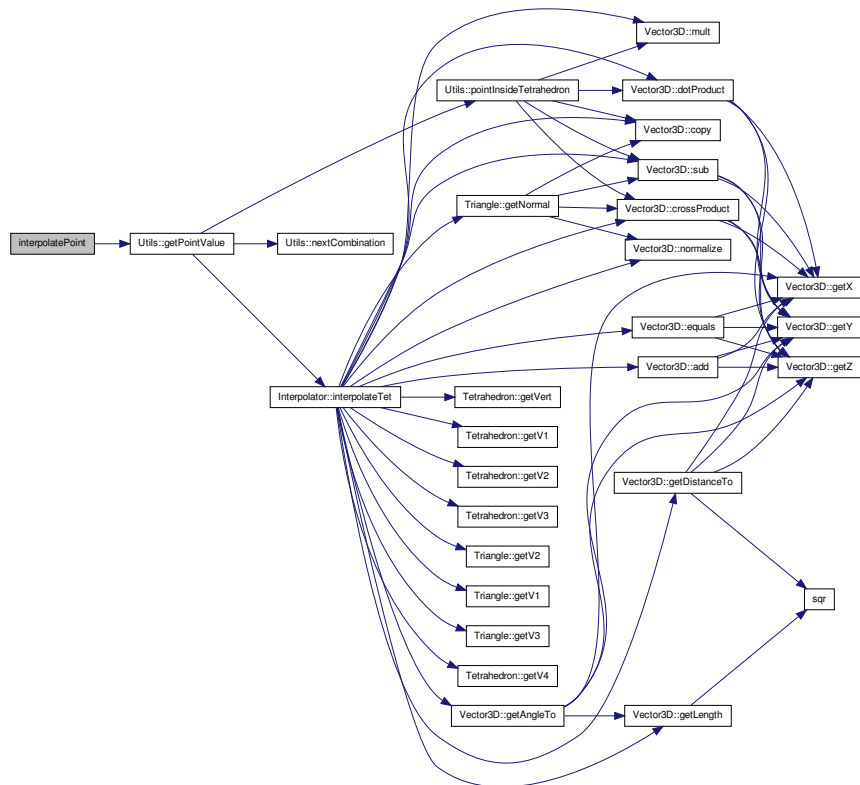 Vector3D::mult
Utils::pointInsideTetrahedron
Vector3D::dotProduct
Vector3D::copy
Vector3D::sub
Triangle::getNormal
Vector3D::crossProduct
interpolatePoint
Utils::getPointValue
Utils::nextCombination
Vector3D::normalize
Vector3D::getX
Vector3D::equals
Vector3D::getY
Vector3D::add
Vector3D::getZ
Interpolator::interpolateTet
Tetrahedron::getVert
Tetrahedron::getV1
Tetrahedron::getV2
Vector3D::getDistanceTo
Tetrahedron::getV3
Triangle::getV2
Triangle::getV1
sqr
Triangle::getV3
Tetrahedron::getV4
Vector3D::getAngleTo
Vector3D::getLength